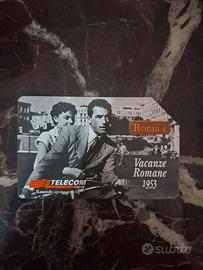 Roma è
Vacanze
Romane
1953
TELECOM
subito